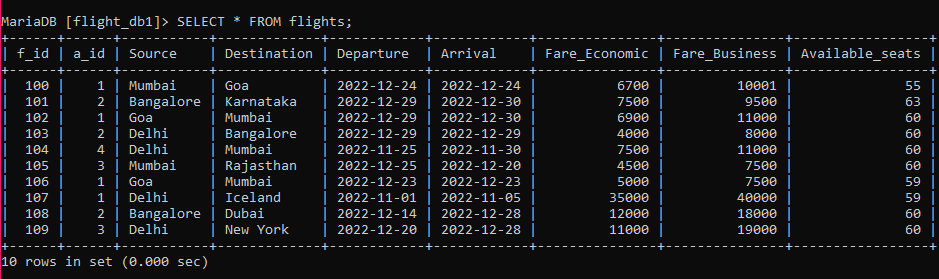 MariaDB [flight_db1]> SELECT * FROM flights;
+------+------+-----------+-------------+------------+------------+---------------+---------------+-----------------+
| f_id | a_id | Source    | Destination | Departure  | Arrival    | Fare_Economic | Fare_Business | Available_seats |
+------+------+-----------+-------------+------------+------------+---------------+---------------+-----------------+
|  100 |    1 | Mumbai    | Goa         | 2022-12-24 | 2022-12-24 |          6700 |         10001 |              55 |
|  101 |    2 | Bangalore | Karnataka   | 2022-12-29 | 2022-12-30 |          7500 |          9500 |              63 |
|  102 |    1 | Goa       | Mumbai      | 2022-12-29 | 2022-12-30 |          6900 |         11000 |              60 |
|  103 |    2 | Delhi     | Bangalore   | 2022-12-29 | 2022-12-29 |          4000 |          8000 |              60 |
|  104 |    4 | Delhi     | Mumbai      | 2022-11-25 | 2022-11-30 |          7500 |         11000 |              60 |
|  105 |    3 | Mumbai    | Rajasthan   | 2022-11-25 | 2022-12-20 |          4500 |          7500 |              60 |
|  106 |    1 | Goa       | Mumbai      | 2022-12-23 | 2022-12-23 |          5000 |          7500 |              59 |
|  107 |    1 | Delhi     | Iceland     | 2022-11-01 | 2022-11-05 |         35000 |         40000 |              59 |
|  108 |    2 | Bangalore | Dubai       | 2022-12-14 | 2022-12-28 |         12000 |         18000 |              60 |
|  109 |    3 | Delhi     | New York    | 2022-12-20 | 2022-12-28 |         11000 |         19000 |              60 |
+------+------+-----------+-------------+------------+------------+---------------+---------------+-----------------+
10 rows in set (0.000 sec)